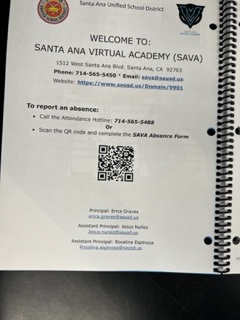 Santa Ana Unified School District
WELCOME TO:
SANTA ANA VIRTUAL ACADEMY (SAVA)
1512 West Santa Ana Blvd. Santa Ana, CA 92703
Phone: 714-565-5450 * Email: sava@sausd.us
Website: https://www.sausd.us/Domain/5901
To report an absence:
• Call the Attendance Hotline: 714-565-5488
Or
• Scan the QR code and complete the SAVA Absence Form
Principal: Erica Graves
erica.graves@sausd.us
Assistant Principal: Jesus Nuñez
Jesus.nunez@sausd.us
Assistant Principal: Rosalina Espinoza
Rosalina.espinoza@sausd.us